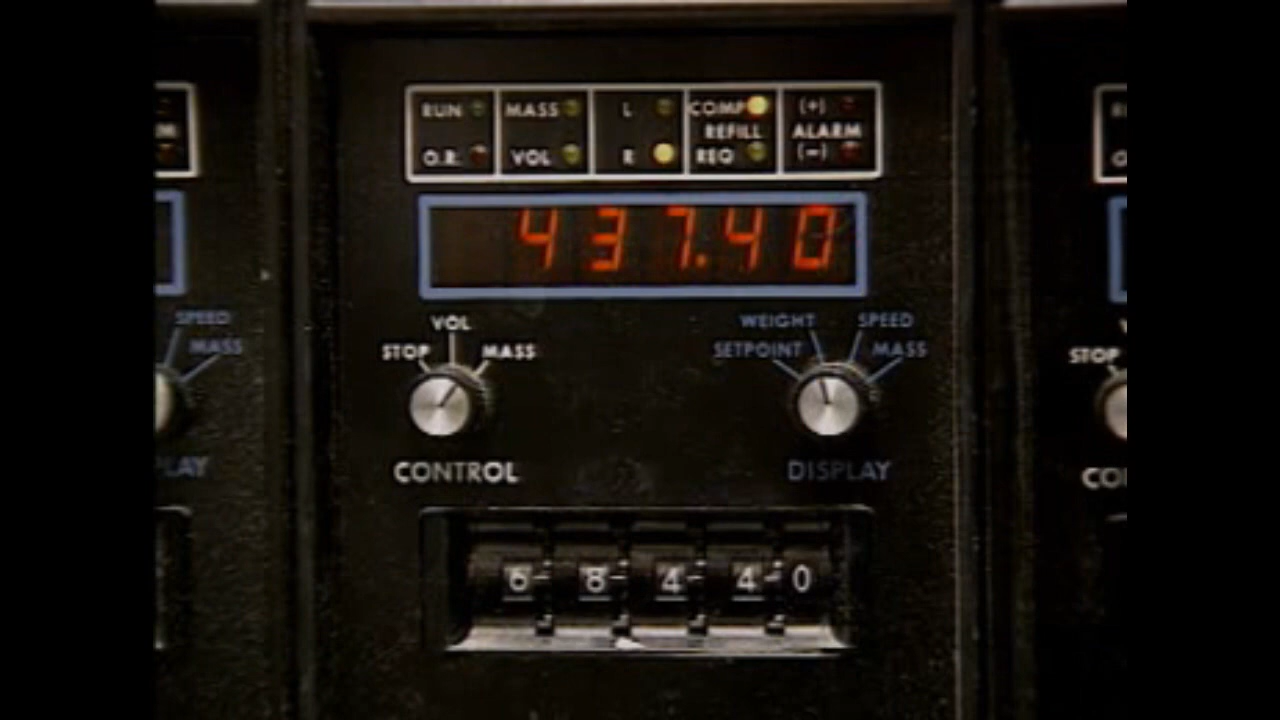 RUN MASS L COMP (+)
REFILL ALARM
O.R. VOL R REQ (-)
437.40
SPEED
MASS
VOL
STOP MASS
WEIGHT SPEED
SETPOINT MASS
STOP
CONTROL
DISPLAY
6 8 4 4 0